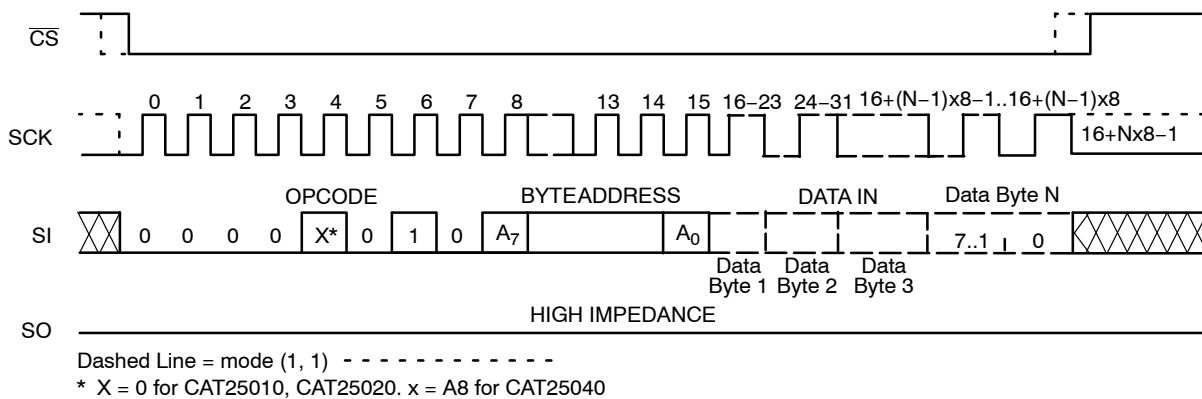 CS
0 1 2 3 4 5 6 7 8 13 14 15 16–23 24–31 16+(N–1)x8–1..16+(N–1)x8
SCK
16+Nx8–1
OPCODE BYTEADDRESS DATA IN Data Byte N
SI 0 0 0 0 X* 0 1 0 A7 A0 7..1 0
Data Byte 1 Data Byte 2 Data Byte 3
HIGH IMPEDANCE
SO
Dashed Line = mode (1, 1) – – – – – – – – – – – –
* X = 0 for CAT25010, CAT25020. x = A8 for CAT25040